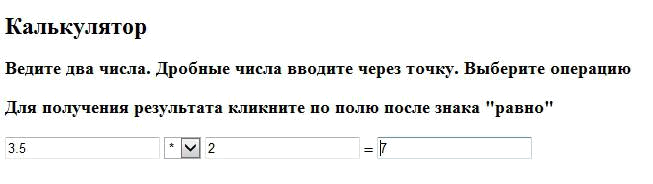 Калькулятор
Ведите два числа. Дробные числа вводите через точку. Выберите операцию
Для получения результата кликните по полю после знака "равно"
3.5 * 2 = 7